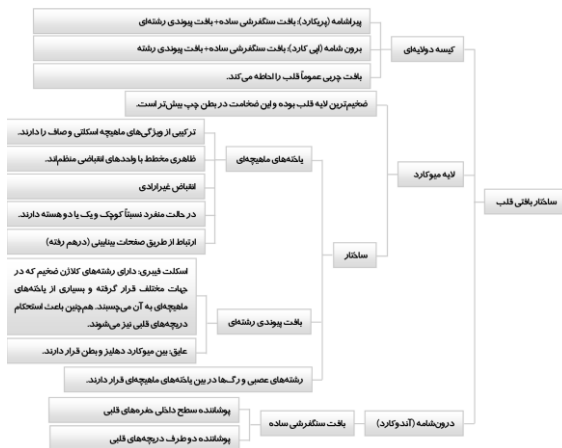 ساختار بافتی قلب
کیسه دولایه‌ای
پیراشامه (پریکارد): بافت سنگفرشی ساده+ بافت پیوندی رشته‌ای
برون شامه (اپی کارد): بافت سنگفرشی ساده+ بافت پیوندی رشته
بافت چربی عموماً قلب را احاطه می‌کند.
لایه میوکارد
ضخیم‌ترین لایه قلب بوده و این ضخامت در بطن چپ بیش‌تر است.
ساختار
یاخته‌های ماهیچه‌ای
ترکیبی از ویژگی‌های ماهیچه اسکلتی وصاف را دارند.
ظاهری مخطط با واحدهای انقباضی منظم‌اند.
انقباض غیرارادی
در حالت منفرد نسبتاً کوچک و یک یا دو هسته دارند.
ارتباط از طریق صفحات بینابینی (درهم رفته)
بافت پیوندی رشته‌ای
اسکلت فیبری: دارای رشته‌های کلاژن ضخیم که در
جهات مختلف قرار گرفته و بسیاری از یاخته‌های
ماهیچه‌ای به آن می‌چسبند. هم‌چنین باعث استحکام
دریچه‌های قلبی نیز می‌شوند.
عایق: بین میوکارد دهلیز و بطن قرار دارند.
رشته‌های عصبی و رگ‌ها در بین یاخته‌های ماهیچه‌ای قرار دارند.
درون‌شامه (آندوکارد)
بافت سنگفرشی ساده
پوشاننده سطح داخلی حفره‌های قلبی
پوشاننده دو طرف دریچه‌های قلبی